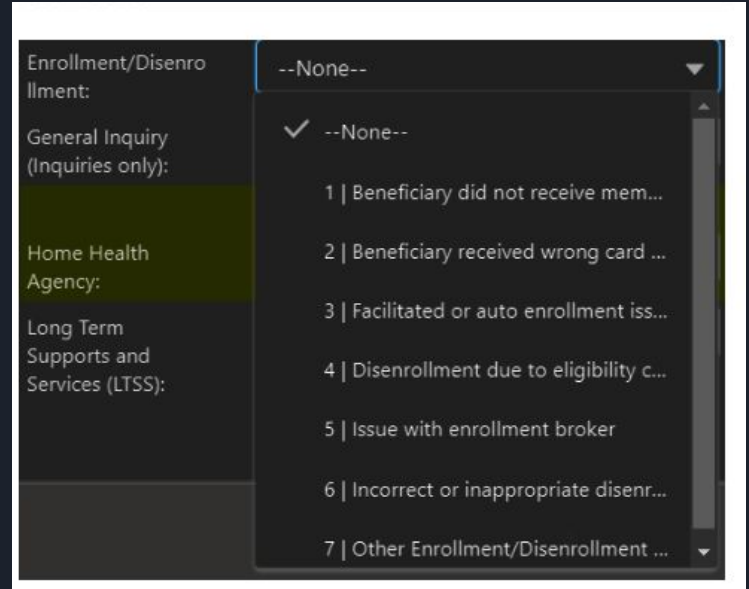 Enrollment/Disenro
llment:
--None--
General Inquiry
(Inquiries only):
Home Health
Agency:
Long Term
Supports and
Services (LTSS):
--None--
1 | Beneficiary did not receive mem...
2 | Beneficiary received wrong card ...
3 | Facilitated or auto enrollment iss...
4 | Disenrollment due to eligibility c...
5 | Issue with enrollment broker
6 | Incorrect or inappropriate disenr...
7 | Other Enrollment/Disenrollment ...